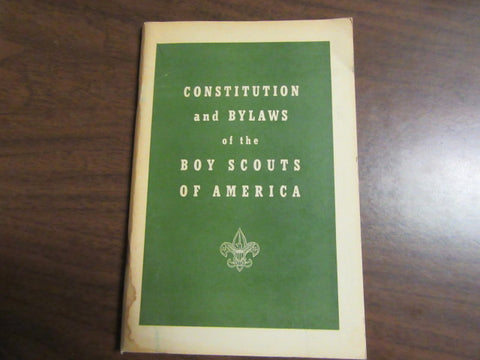 CONSTITUTION
and BYLAWS
of the
BOY SCOUTS
OF AMERICA